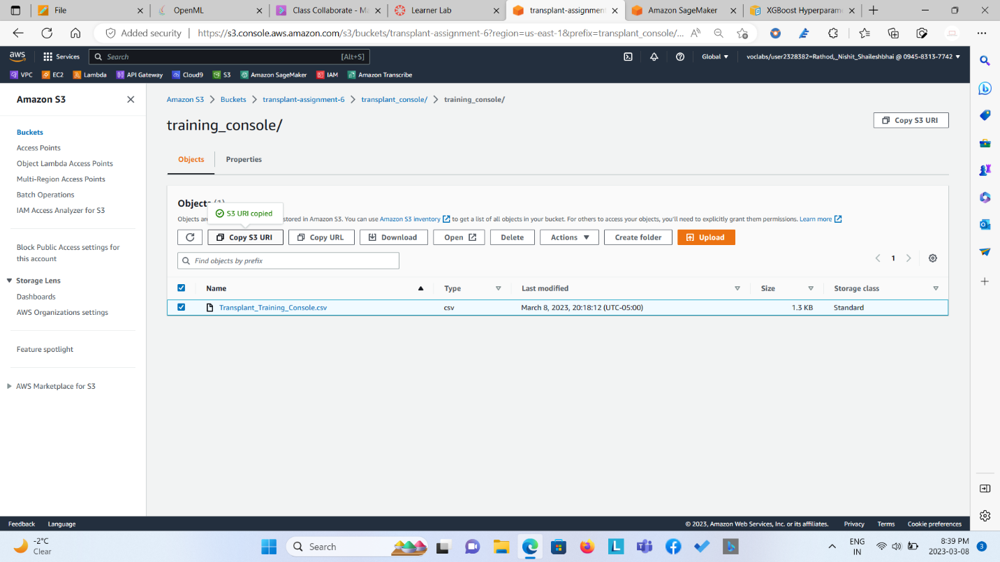 File
OpenML
Class Collaborate - Ma
Learner Lab
transplant-assignment
Amazon SageMaker
XGBoost Hyperparame
Added security
https://s3.console.aws.amazon.com/s3/buckets/transplant-assignment-6?region=us-east-1&prefix=transplant_console/...
aws
Services
Search
[Alt+S]
Global
voclabs/user2328382=Rathod,_Nishit_Shaileshbhai @ 0945-8313-7742
VPC
EC2
Lambda
API Gateway
Cloud9
S3
Amazon SageMaker
IAM
Amazon Transcribe
Amazon S3
Buckets
Access Points
Object Lambda Access Points
Multi-Region Access Points
Batch Operations
IAM Access Analyzer for S3
Block Public Access settings for
this account
Storage Lens
Dashboards
AWS Organizations settings
Feature spotlight
AWS Marketplace for S3
Amazon S3 > Buckets > transplant-assignment-6 > transplant_console/ > training_console/
training_console/
Copy S3 URI
Objects
Properties
Objects (1)
S3 URI copied
Objects are stored in Amazon S3. You can use Amazon S3 inventory to get a list of all objects in your bucket. For others to access your objects, you'll need to explicitly grant them permissions. Learn more
Copy S3 URI
Copy URL
Download
Open
Delete
Actions
Create folder
Upload
Find objects by prefix
1
Name
Type
Last modified
Size
Storage class
Transplant_Training_Console.csv
csv
March 8, 2023, 20:18:12 (UTC-05:00)
1.3 KB
Standard
Feedback
Language
© 2023, Amazon Web Services, Inc. or its affiliates.
Privacy
Terms
Cookie preferences
-2°C
Clear
Search
ENG
IN
8:39 PM
2023-03-08
3